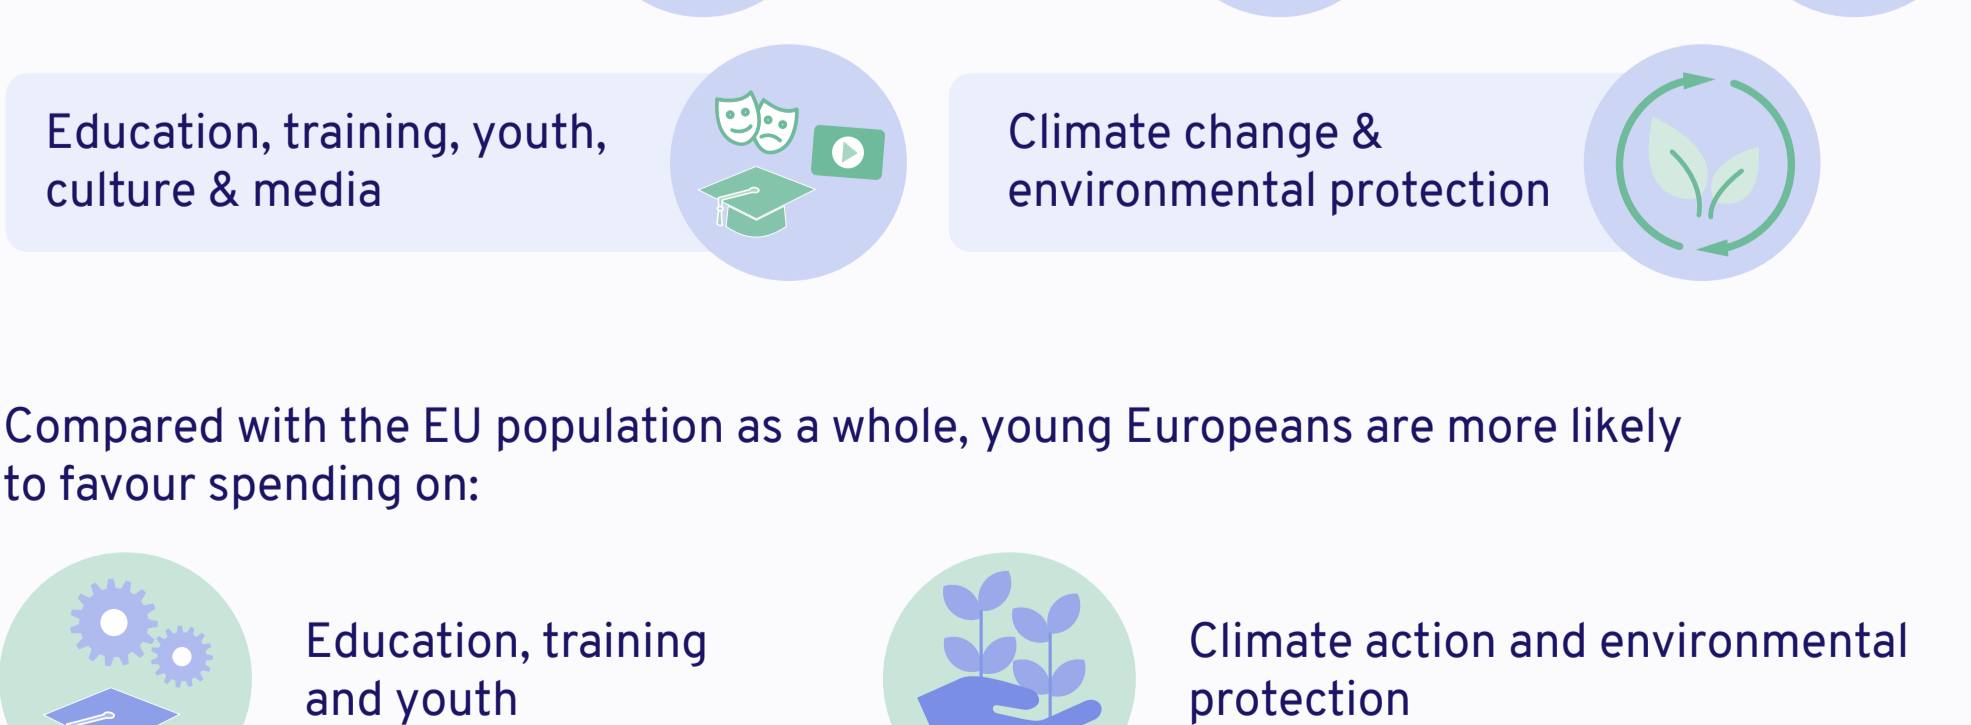 Education, training, youth,
culture & media
Climate change &
environmental protection
Compared with the EU population as a whole, young Europeans are more likely
to favour spending on:
Education, training
and youth
Climate action and environmental
protection